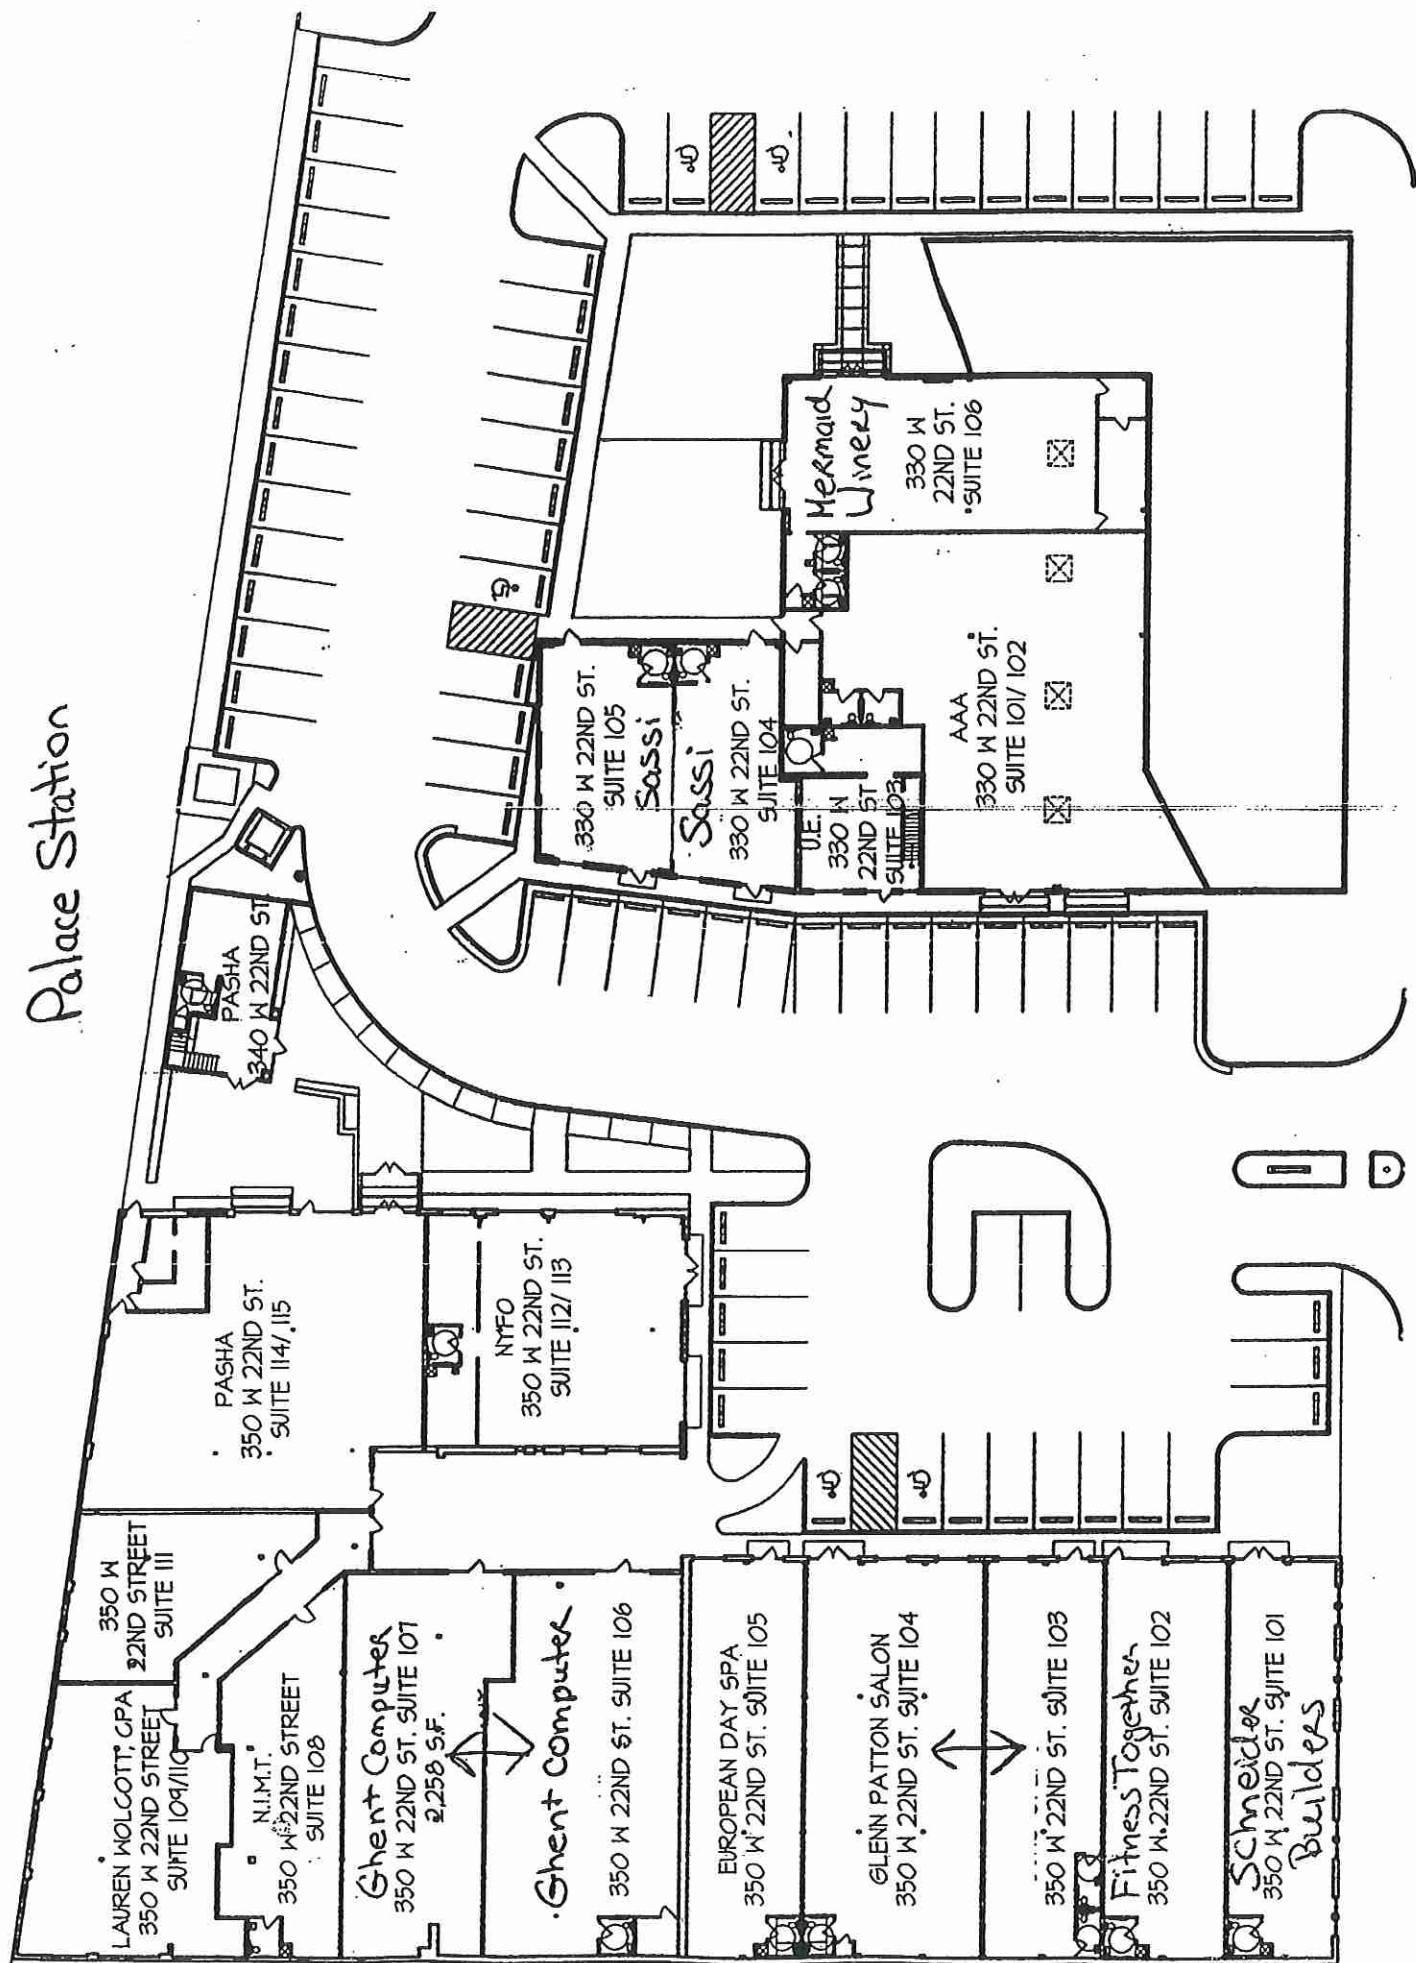 Palace Station
LAUREN WOLCOTT, CPA
350 W 22ND STREET
SUITE 109/110
350 W
22ND STREET
SUITE 111
PASHA
350 W 22ND ST.
SUITE 114/ 115
PASHA
340 W 22ND ST
N.I.M.T.
350 W 22ND STREET
SUITE 108
Ghent Computer
350 W 22ND ST. SUITE 107
2,258 S.F.
Ghent Computer
350 W 22ND ST. SUITE 106
NYFO
350 W 22ND ST.
SUITE 112/ 113
EUROPEAN DAY SPA
350 W 22ND ST. SUITE 105
GLENN PATTON SALON
350 W 22ND ST. SUITE 104
350 W 22ND ST. SUITE 103
Fitness Together
350 W. 22ND ST. SUITE 102
SChneider
350 W. 22ND ST. SUITE 101
Builders
330 W 22ND ST.
SUITE 105
Sassi
Sassi
330 W 22ND ST.
SUITE 104
U.E.
330 W
22ND ST
SUITE 103
AAA
330 W 22ND ST.
SUITE 101/ 102
Mermaid
Winery
330 W
22ND ST.
SUITE 106